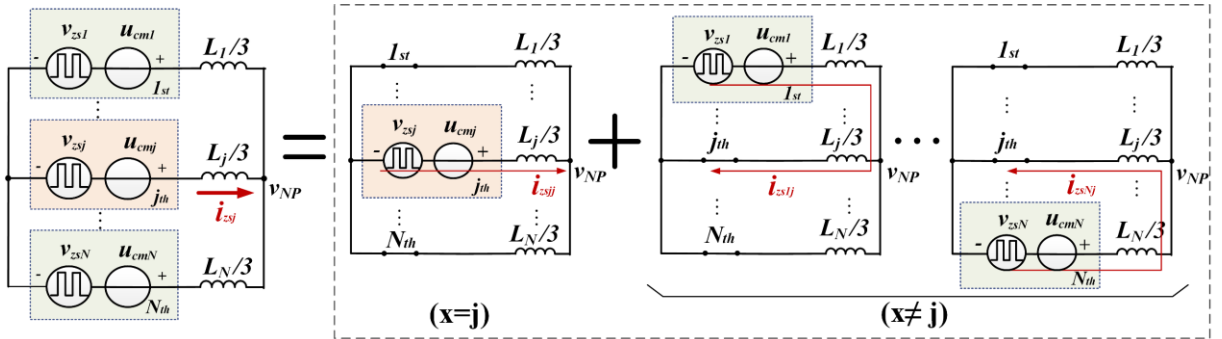 v_zs1 u_cm1 L_1/3
- + 1st
v_zsj u_cmj L_j/3
- + j_th
i_zsj v_NP
v_zsN u_cmN L_N/3
- + N_th
=
1_st L_1/3
v_zsj u_cmj L_j/3
- + j_th
i_zsjj v_NP
N_th L_N/3
(x=j)
+
v_zs1 u_cm1 L_1/3
- + 1st
j_th L_j/3
i_zs1j v_NP
N_th L_N/3
...
1_st L_1/3
j_th L_j/3
i_zsNj v_NP
v_zsN u_cmN L_N/3
- + N_th
(x≠ j)